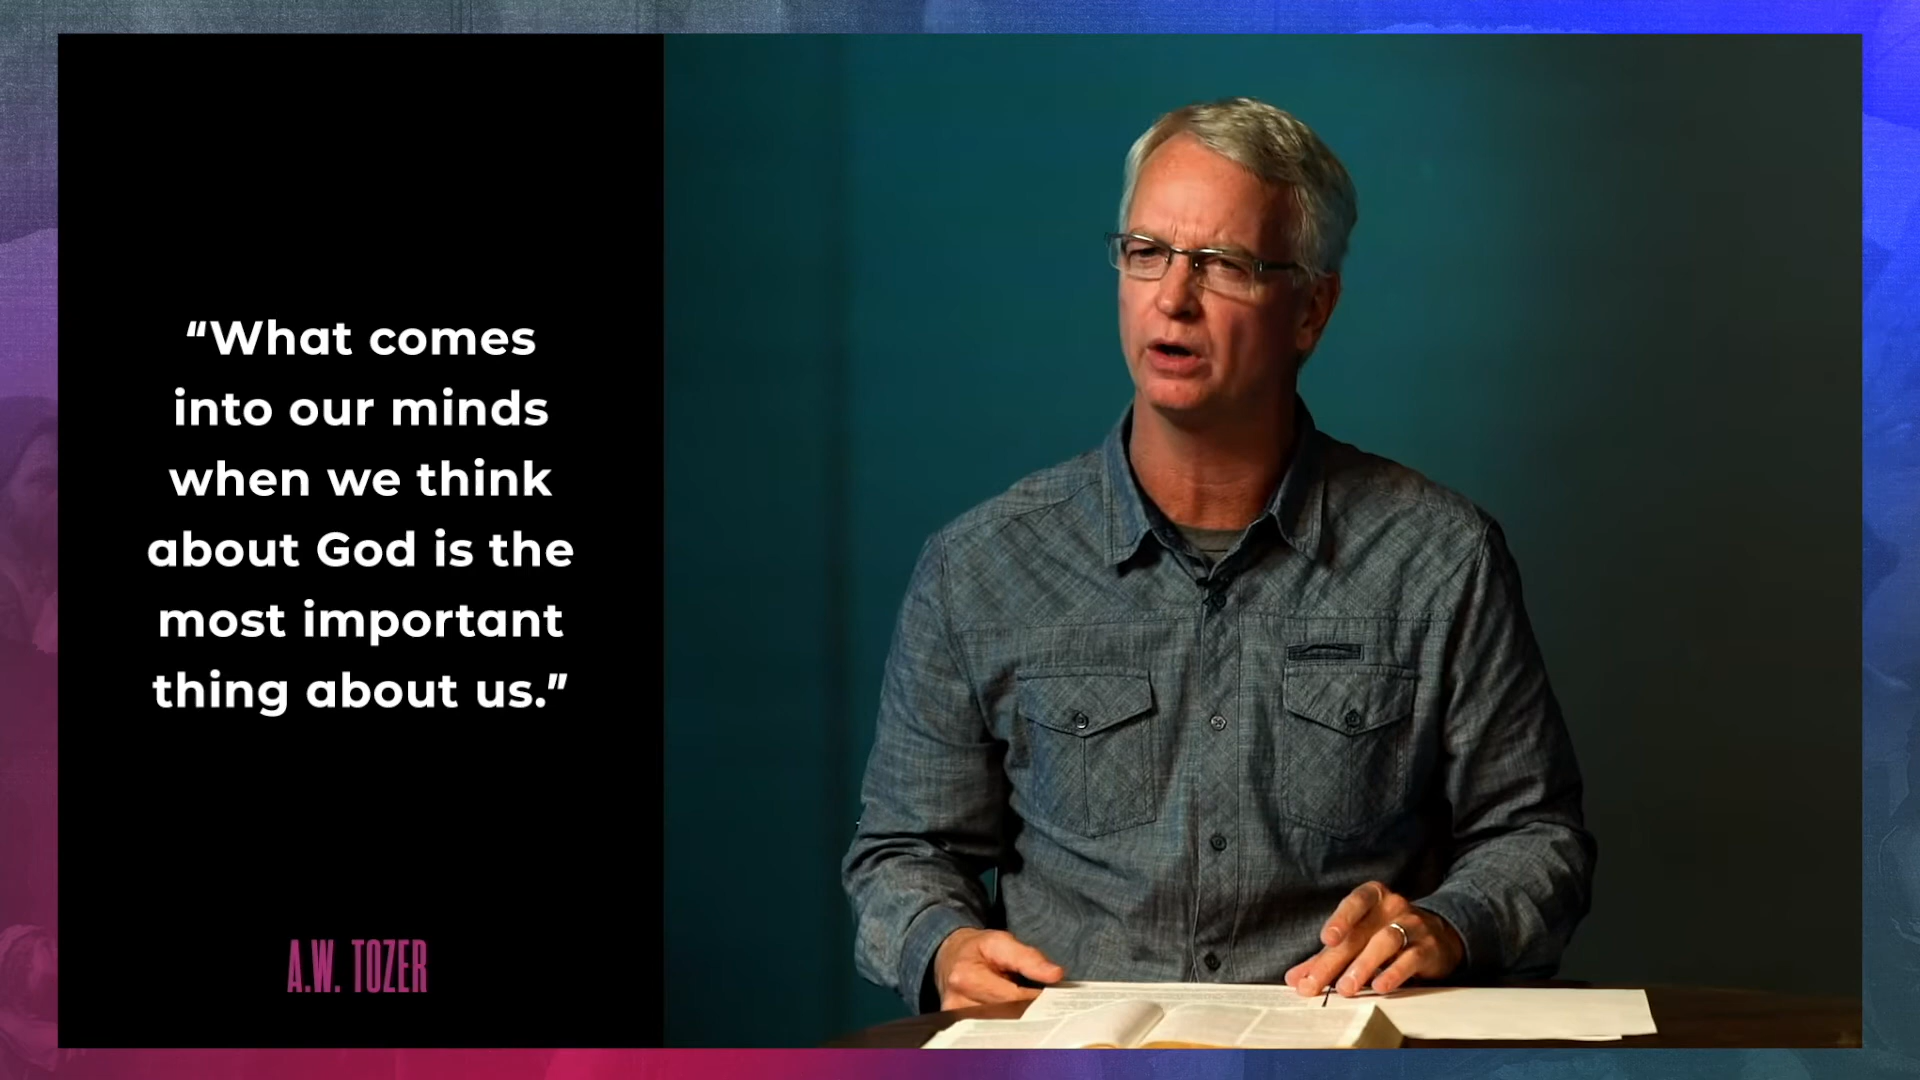 “What comes
into our minds
when we think
about God is the
most important
thing about us.”
A.W. TOZER